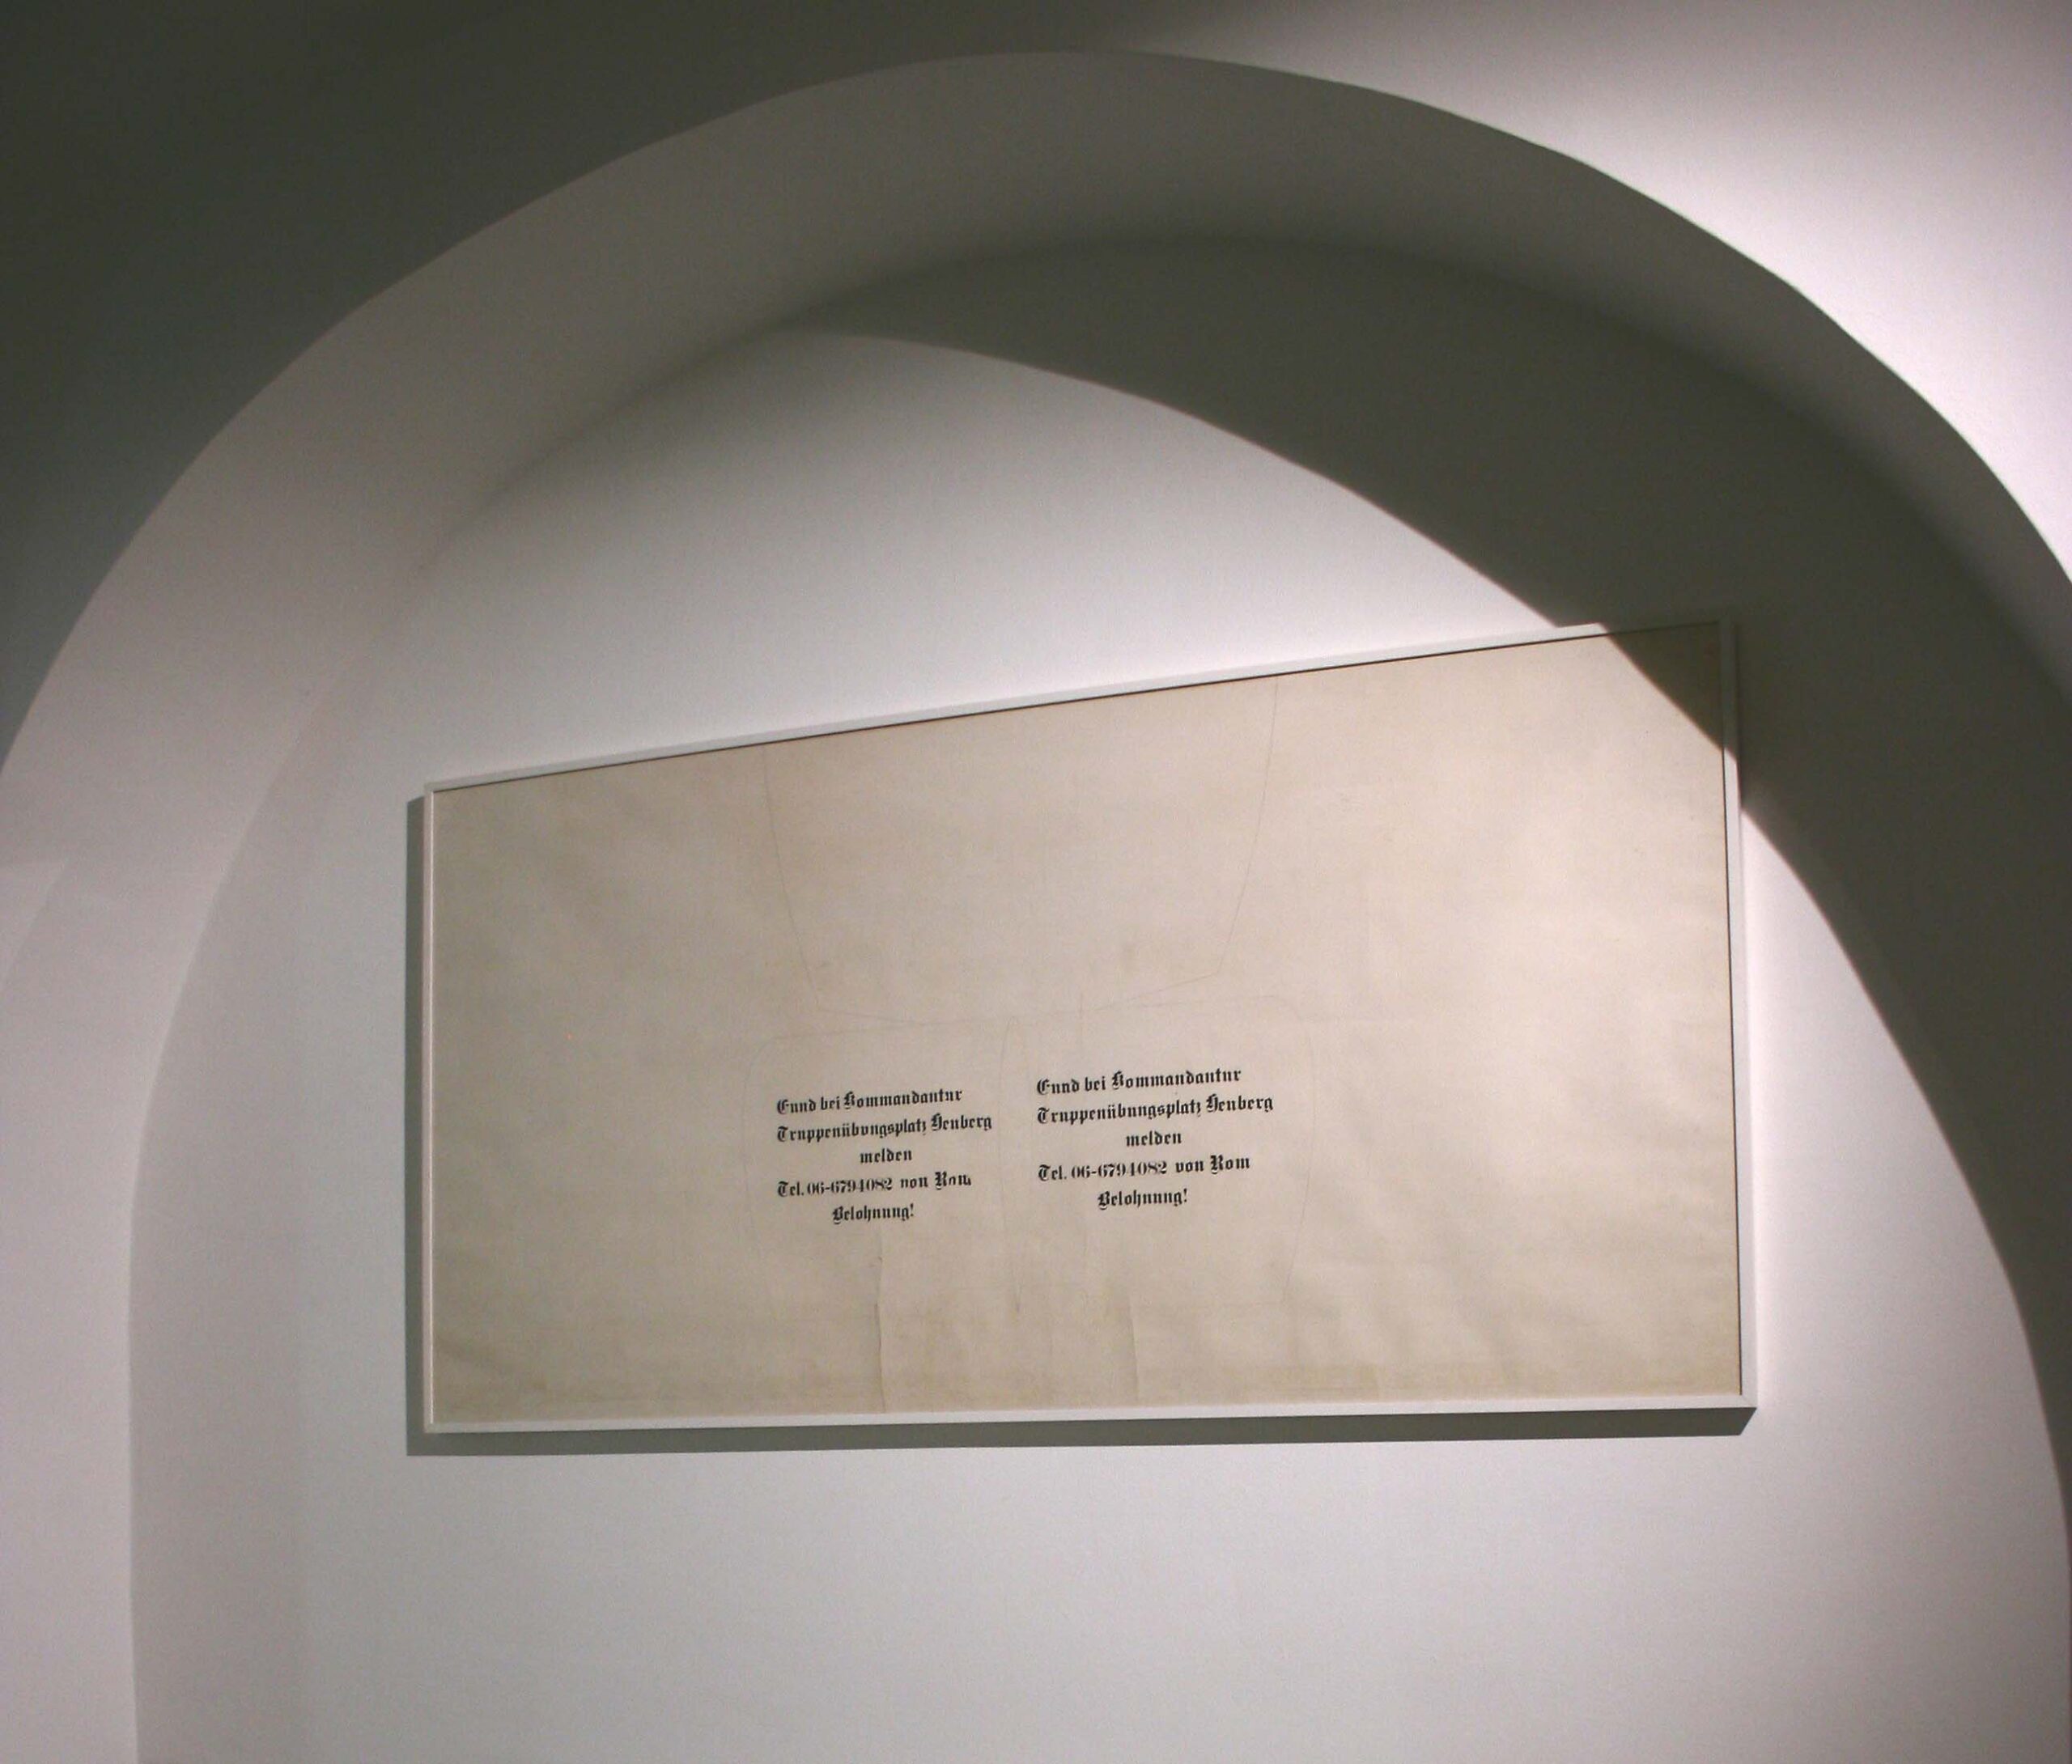 Fund bei Kommandantur
Truppenübungsplatz Heuberg
melden
Tel. 06-6794082 von Rom
Belohnung!
Fund bei Kommandantur
Truppenübungsplatz Heuberg
melden
Tel. 06-6794082 von Rom
Belohnung!